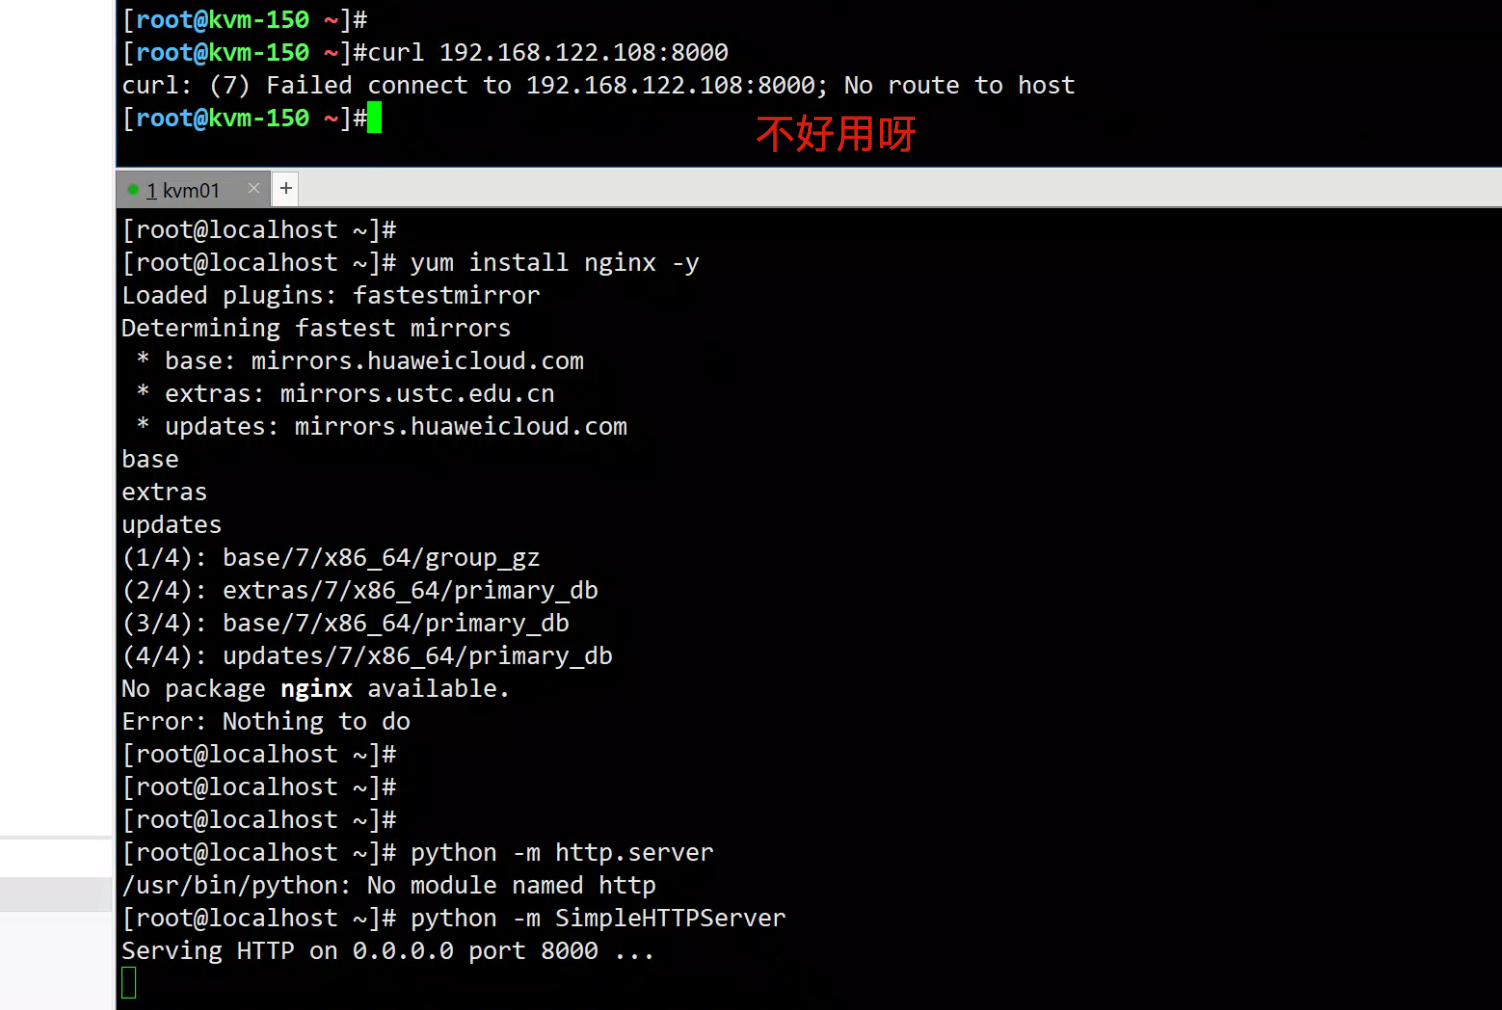 [root@kvm-150 ~]#
[root@kvm-150 ~]#curl 192.168.122.108:8000
curl: (7) Failed connect to 192.168.122.108:8000; No route to host
[root@kvm-150 ~]#
不好用呀
1 kvm01 × +
[root@localhost ~]#
[root@localhost ~]# yum install nginx -y
Loaded plugins: fastestmirror
Determining fastest mirrors
* base: mirrors.huaweicloud.com
* extras: mirrors.ustc.edu.cn
* updates: mirrors.huaweicloud.com
base
extras
updates
(1/4): base/7/x86_64/group_gz
(2/4): extras/7/x86_64/primary_db
(3/4): base/7/x86_64/primary_db
(4/4): updates/7/x86_64/primary_db
No package nginx available.
Error: Nothing to do
[root@localhost ~]#
[root@localhost ~]#
[root@localhost ~]#
[root@localhost ~]# python -m http.server
/usr/bin/python: No module named http
[root@localhost ~]# python -m SimpleHTTPServer
Serving HTTP on 0.0.0.0 port 8000 ...